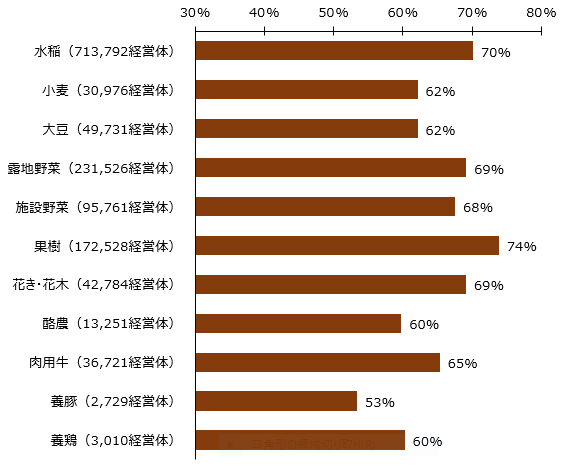 30% 40% 50% 60% 70% 80%
水稲（713,792経営体） 70%
小麦（30,976経営体） 62%
大豆（49,731経営体） 62%
露地野菜（231,526経営体） 69%
施設野菜（95,761経営体） 68%
果樹（172,528経営体） 74%
花き・花木（42,784経営体） 69%
酪農（13,251経営体） 60%
肉用牛（36,721経営体） 65%
養豚（2,729経営体） 53%
養鶏（3,010経営体） 60%